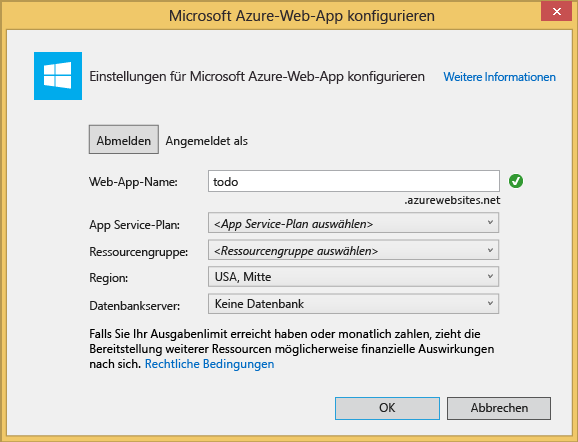 Microsoft Azure-Web-App konfigurieren
Einstellungen für Microsoft Azure-Web-App konfigurieren Weitere Informationen
Abmelden Angemeldet als
Web-App-Name: todo
.azurewebsites.net
App Service-Plan: <App Service-Plan auswählen>
Ressourcengruppe: <Ressourcengruppe auswählen>
Region: USA, Mitte
Datenbankserver: Keine Datenbank
Falls Sie Ihr Ausgabenlimit erreicht haben oder monatlich zahlen, zieht die
Bereitstellung weiterer Ressourcen möglicherweise finanzielle Auswirkungen
nach sich. Rechtliche Bedingungen
OK Abbrechen